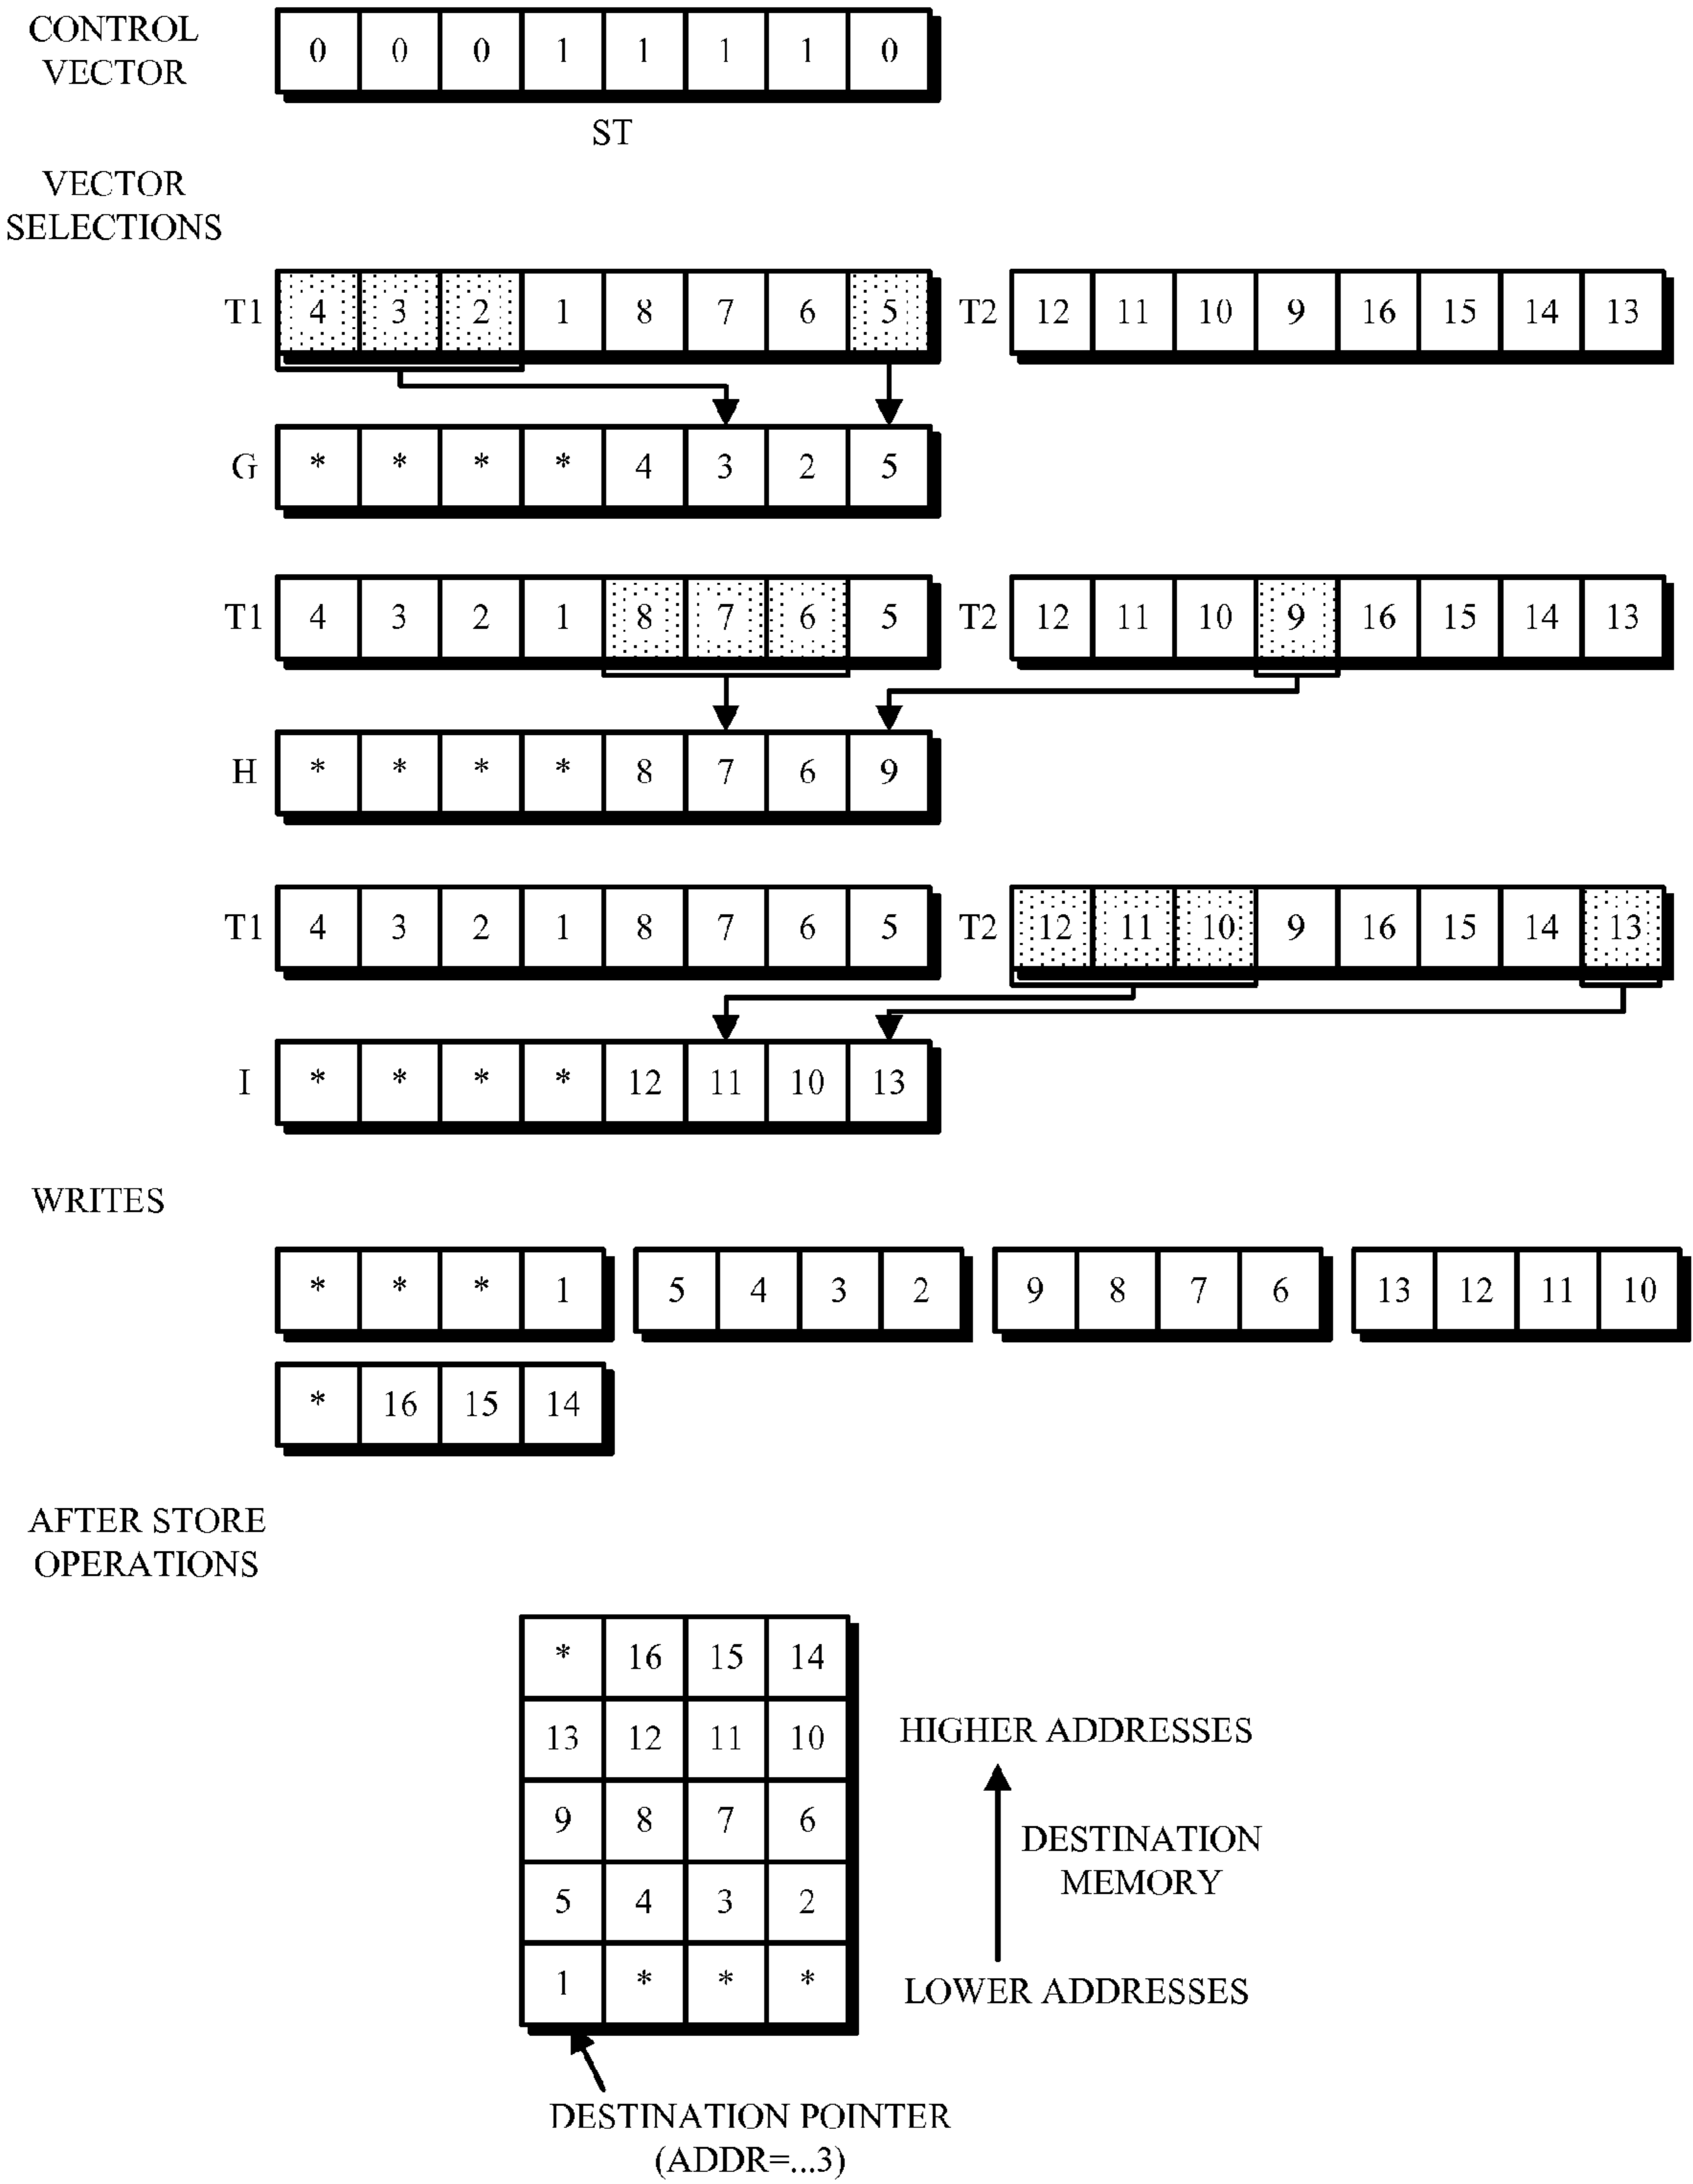 CONTROL
VECTOR
0 0 0 1 1 1 1 0
ST
VECTOR
SELECTIONS
T1 4 3 2 1 8 7 6 5 T2 12 11 10 9 16 15 14 13
G * * * * 4 3 2 5
T1 4 3 2 1 8 7 6 5 T2 12 11 10 9 16 15 14 13
H * * * * 8 7 6 9
T1 4 3 2 1 8 7 6 5 T2 12 11 10 9 16 15 14 13
I * * * * 12 11 10 13
WRITES
* * * 1 5 4 3 2 9 8 7 6 13 12 11 10
* 16 15 14
AFTER STORE
OPERATIONS
* 16 15 14
13 12 11 10
HIGHER ADDRESSES
9 8 7 6
DESTINATION
MEMORY
5 4 3 2
1 * * *
LOWER ADDRESSES
DESTINATION POINTER
(ADDR=...3)